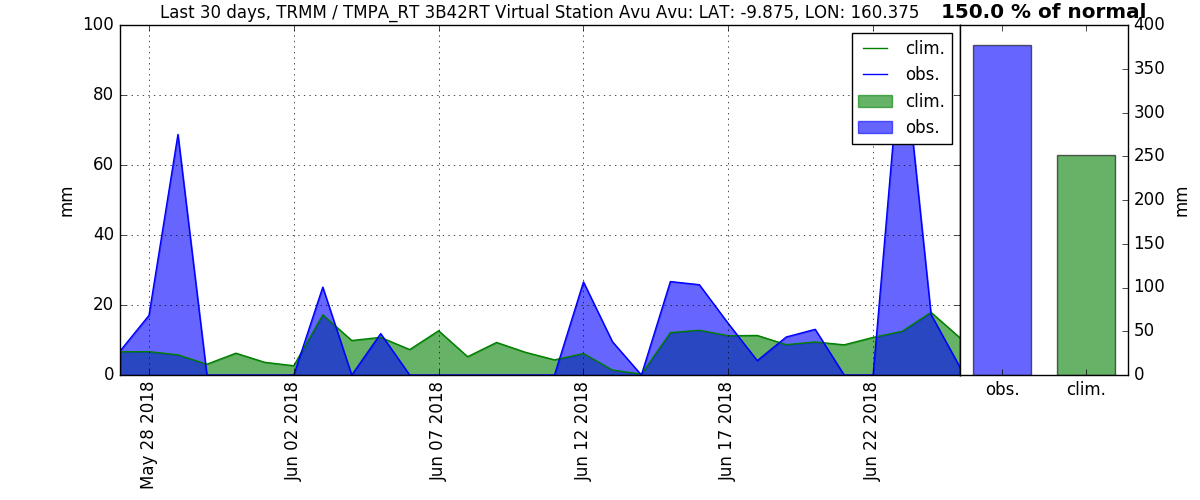 Last 30 days, TRMM / TMPA_RT 3B42RT Virtual Station Avu Avu: LAT: -9.875, LON: 160.375
150.0 % of normal
100
80
60
40
20
0
mm
clim.
obs.
clim.
obs.
400
350
300
250
200
150
100
50
0
mm
obs.
clim.
May 28 2018
Jun 02 2018
Jun 07 2018
Jun 12 2018
Jun 17 2018
Jun 22 2018